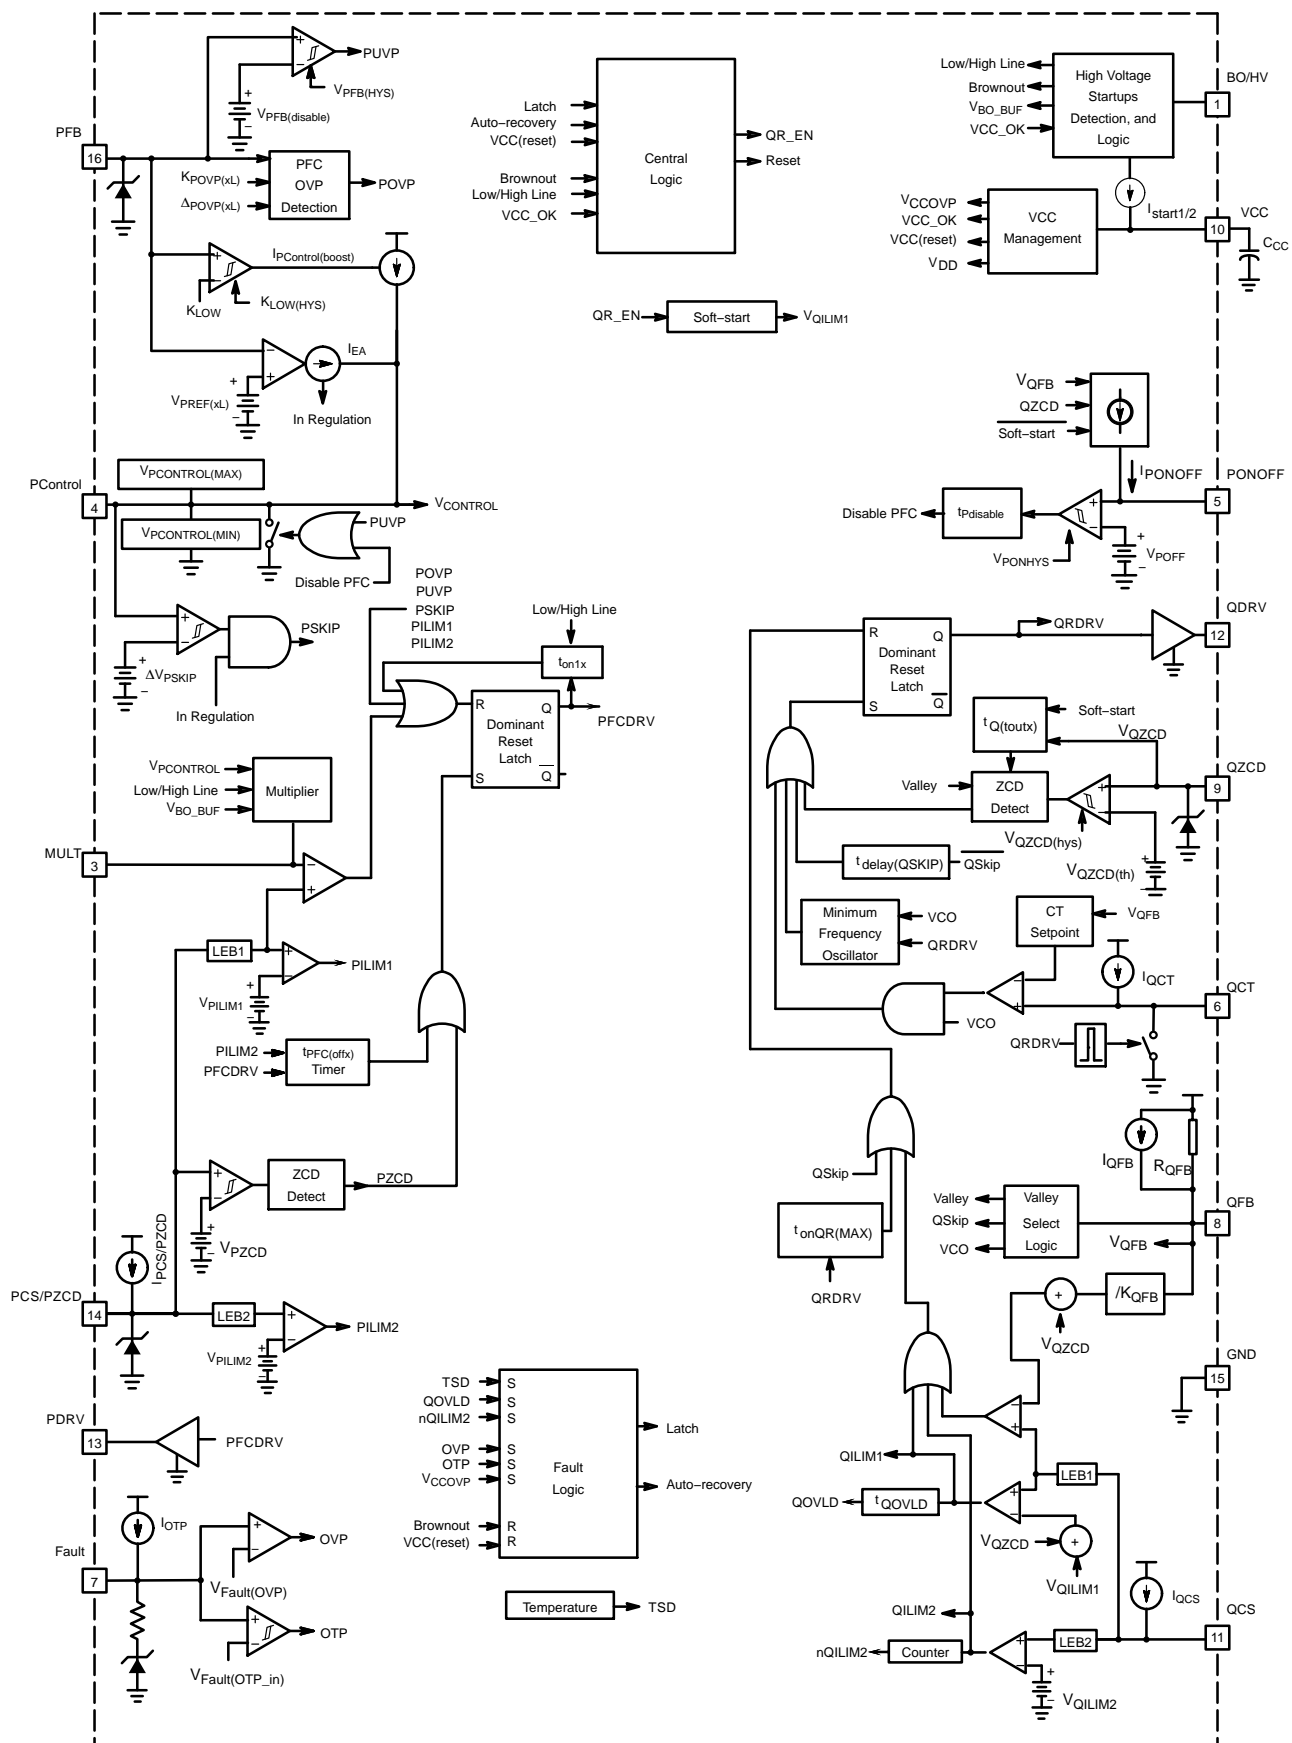 PFB
16
+
−
PUVP
VPFB(HYS)
+
VPFB(disable)
−
KPOVP(xL)
ΔPOVP(xL)
PFC
OVP
Detection
POVP
+
−
IPControl(boost)
KLOW
KLOW(HYS)
−
+
IEA
+
VPREF(xL)
−
In Regulation
Latch
Auto−recovery
VCC(reset)
Brownout
Low/High Line
VCC_OK
Central
Logic
QR_EN
Reset
QR_EN
Soft−start
VQILIM1
Low/High Line
Brownout
VBO_BUF
VCC_OK
High Voltage
Startups
Detection, and
Logic
BO/HV
1
Istart1/2
VCCOVP
VCC_OK
VCC(reset)
VDD
VCC
Management
VCC
10
CCC
VQFB
QZCD
Soft−start
IPONOFF
PONOFF
5
Disable PFC
tPdisable
+
−
VPONHYS
+
VPOFF
−
PControl
4
VPCONTROL(MAX)
VPCONTROL(MIN)
VCONTROL
PUVP
Disable PFC
+
−
PSKIP
+
ΔVPSKIP
−
In Regulation
POVP
PUVP
PSKIP
PILIM1
PILIM2
Low/High Line
ton1x
R
Q
Dominant
Reset
Latch
S
Q
PFCDRV
VPCONTROL
Low/High Line
VBO_BUF
Multiplier
MULT
3
−
+
LEB1
+
−
PILIM1
VPILIM1
+
−
PILIM2
PFCDRV
tPFC(offx)
Timer
+
−
ZCD
Detect
PZCD
+
VPZCD
−
IPCS/PZCD
PCS/PZCD
14
LEB2
+
−
PILIM2
VPILIM2
+
−
PDRV
13
PFCDRV
IOTP
Fault
7
+
−
OVP
VFault(OVP)
+
−
OTP
VFault(OTP_in)
TSD
QOVLD
nQILIM2
OVP
OTP
VCCOVP
Brownout
VCC(reset)
S
S
S
S
S
S
R
R
Fault
Logic
Latch
Auto−recovery
Temperature
TSD
R
Q
Dominant
Reset
Latch
S
Q
QRDRV
QDRV
12
tQ(toutx)
Soft−start
VQZCD
Valley
ZCD
Detect
+
−
QZCD
9
VQZCD(hys)
VQZCD(th)
+
−
tdelay(QSKIP)
QSkip
Minimum
Frequency
Oscillator
VCO
QRDRV
CT
Setpoint
VQFB
IQCT
−
+
VCO
QCT
6
QRDRV
QSkip
tonQR(MAX)
QRDRV
IQFB
RQFB
Valley
QSkip
VCO
Valley
Select
Logic
QFB
8
VQFB
+
VQZCD
/KQFB
GND
15
−
+
QILIM1
LEB1
QOVLD
tQOVLD
+
−
VQZCD
+
VQILIM1
IQCS
QCS
11
QILIM2
nQILIM2
Counter
+
−
LEB2
+
−
VQILIM2